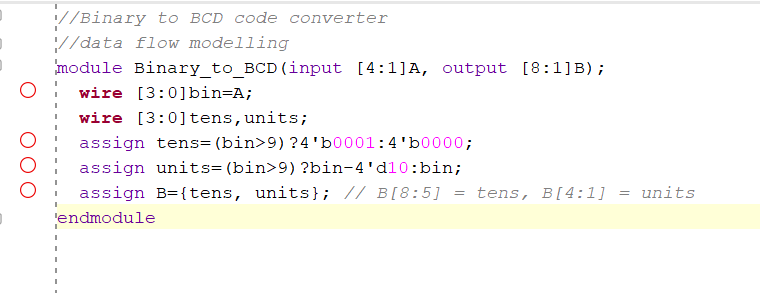 //Binary to BCD code converter
//data flow modelling
module Binary_to_BCD(input [4:1]A, output [8:1]B);
wire [3:0]bin=A;
wire [3:0]tens,units;
assign tens=(bin>9)?4'b0001:4'b0000;
assign units=(bin>9)?bin-4'd10:bin;
assign B={tens, units}; // B[8:5] = tens, B[4:1] = units
endmodule